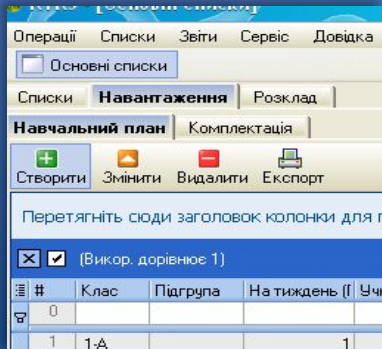 Операції Списки Звіти Сервіс Довідка
Основні списки
Списки Навантаження Розклад
Навчальний план Комплектація
Створити Змінити Видалити Експорт
Перетягніть сюди заголовок колонки для
(Викор. дорівнює 1)
# Клас Підгрупа На тиждень (Г
0
1 1-А 1